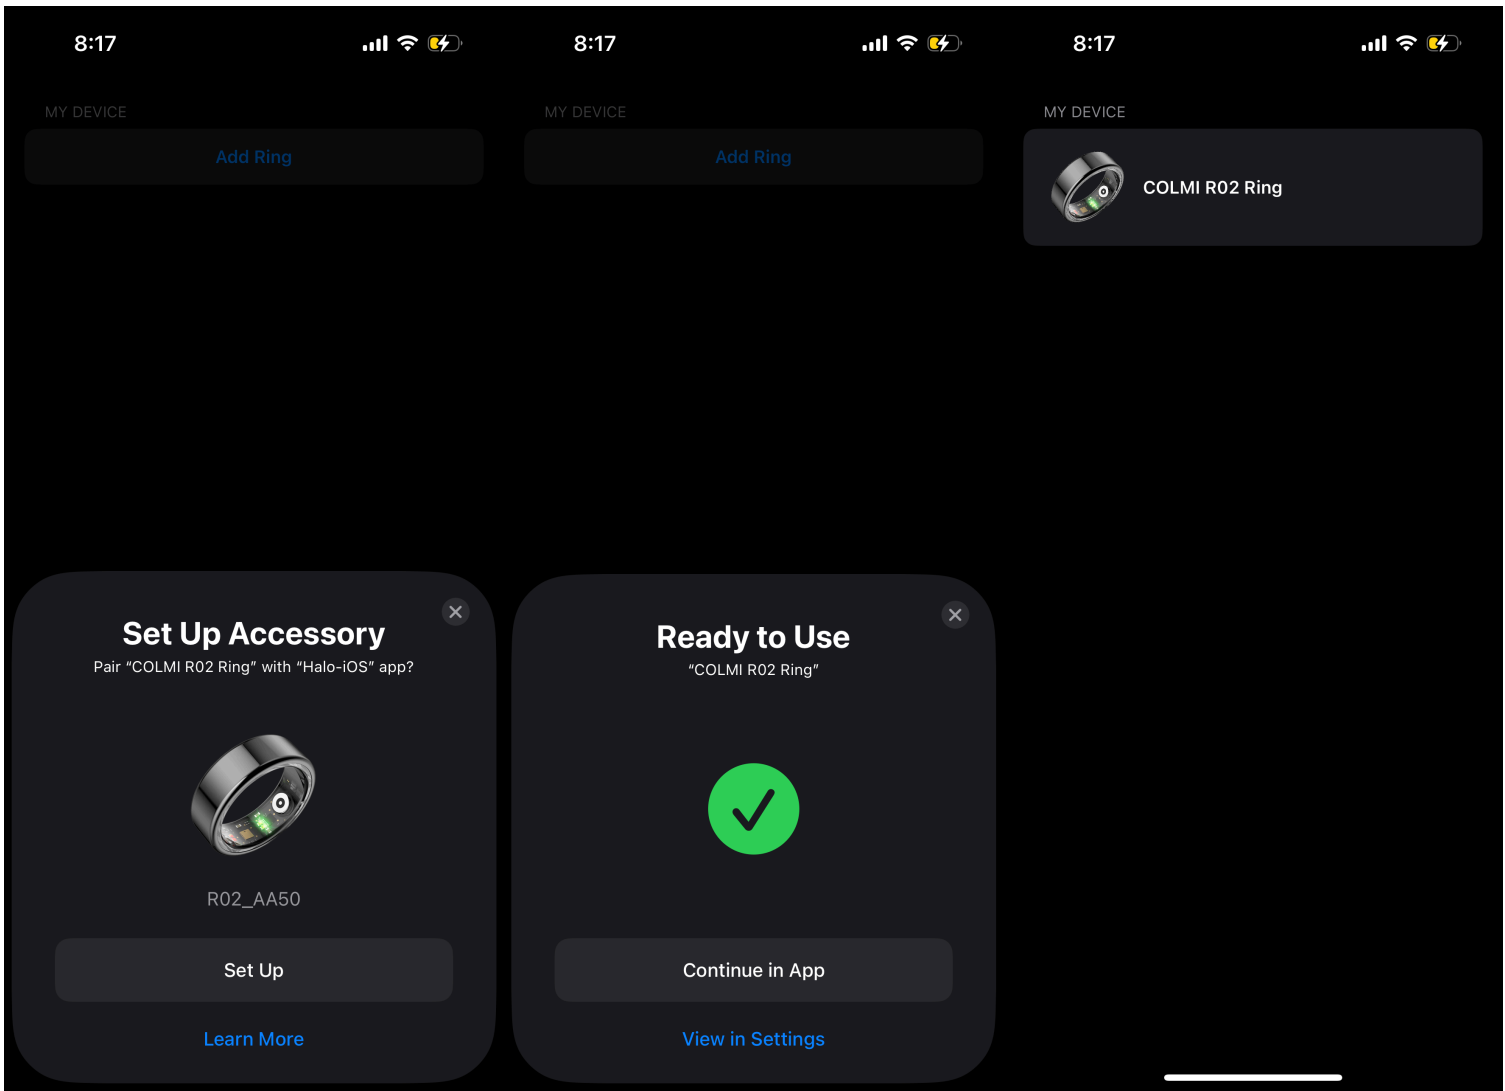 8:17
MY DEVICE
Add Ring
Set Up Accessory
Pair “COLMI R02 Ring” with “Halo-iOS” app?
R02_AA50
Set Up
Learn More
8:17
MY DEVICE
Add Ring
Ready to Use
“COLMI R02 Ring”
Continue in App
View in Settings
8:17
MY DEVICE
COLMI R02 Ring